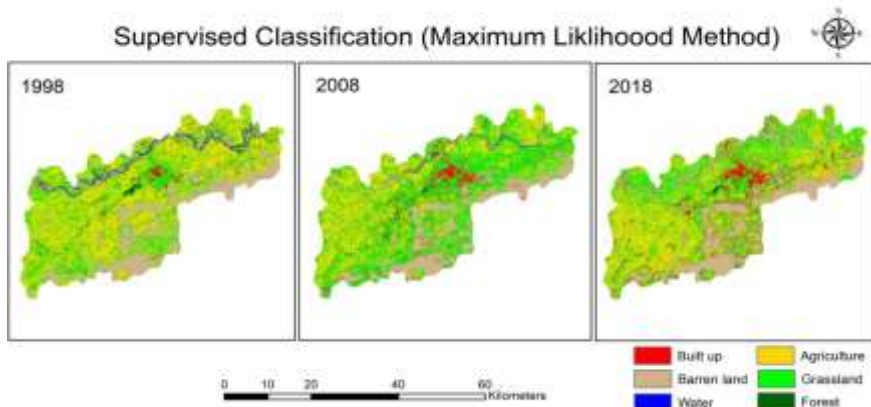 Supervised Classification (Maximum Liklihoood Method)
N
1998
2008
2018
0 10 20 40 60
Kilometers
Built up
Agriculture
Barren land
Grassland
Water
Forest